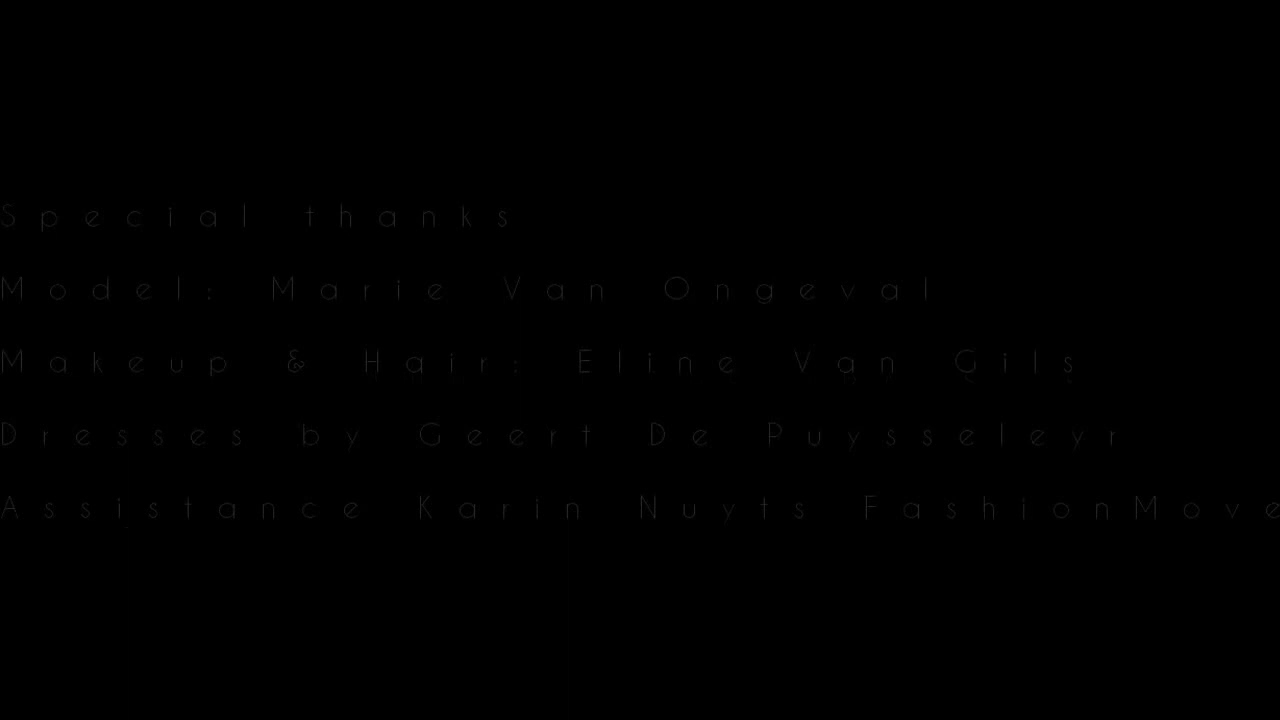 Special thanks
Model: Marie Van Ongeval
Makeup & Hair: Eline Van Gils
Dresses by Geert De Puysseleyr
Assistance Karin Nuyts FashionMove